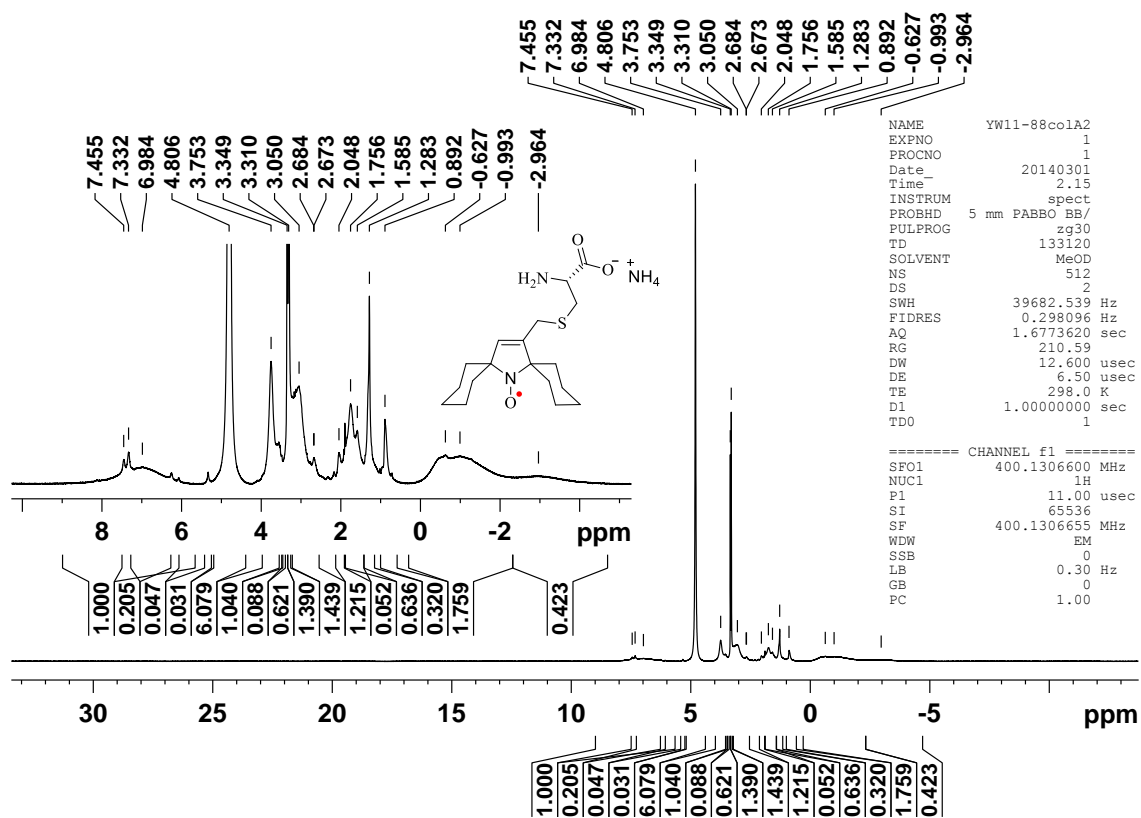 7.455 7.332 6.984 4.806 3.753 3.349 3.310 3.050 2.684 2.673 2.048 1.756 1.585 1.283 0.892 -0.627 -0.993 -2.964
7.455 7.332 6.984 4.806 3.753 3.349 3.310 3.050 2.684 2.673 2.048 1.756 1.585 1.283 0.892 -0.627 -0.993 -2.964
NAME YW11-88colA2
EXPNO 1
PROCNO 1
Date_ 20140301
Time 2.15
INSTRUM spect
PROBHD 5 mm PABBO BB/
PULPROG zg30
TD 133120
SOLVENT MeOD
NS 512
DS 2
SWH 39682.539 Hz
FIDRES 0.298096 Hz
AQ 1.6773620 sec
RG 210.59
DW 12.600 usec
DE 6.50 usec
TE 298.0 K
D1 1.00000000 sec
TD0 1
======== CHANNEL f1 ========
SFO1 400.1306600 MHz
NUC1 1H
P1 11.00 usec
SI 65536
SF 400.1306655 MHz
WDW EM
SSB 0
LB 0.30 Hz
GB 0
PC 1.00
O
O− +NH4
H2N
S
N
O•
8 6 4 2 0 -2 ppm
1.000 0.205 0.047 0.031 6.079 1.040 0.088 0.621 1.390 1.439 1.215 0.052 0.636 0.320 1.759 0.423
30 25 20 15 10 5 0 -5 ppm
1.000 0.205 0.047 0.031 6.079 1.040 0.088 0.621 1.390 1.439 1.215 0.052 0.636 0.320 1.759 0.423